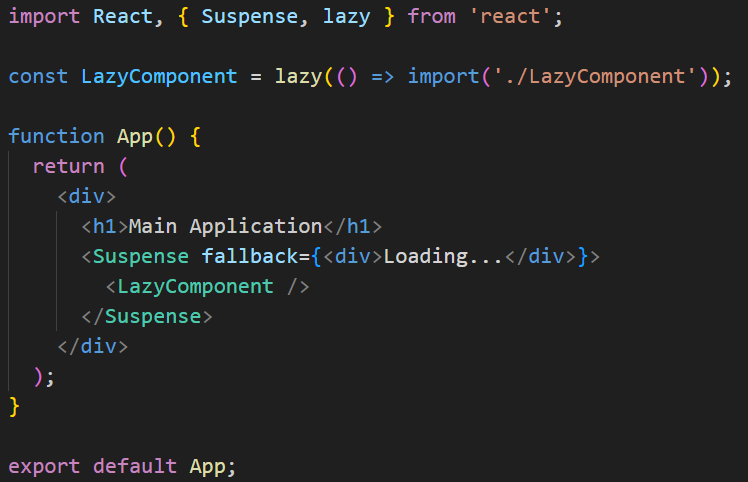 import React, { Suspense, lazy } from 'react';
const LazyComponent = lazy(() => import('./LazyComponent'));
function App() {
  return (
    <div>
      <h1>Main Application</h1>
      <Suspense fallback={<div>Loading...</div>}>
        <LazyComponent />
      </Suspense>
    </div>
  );
}
export default App;